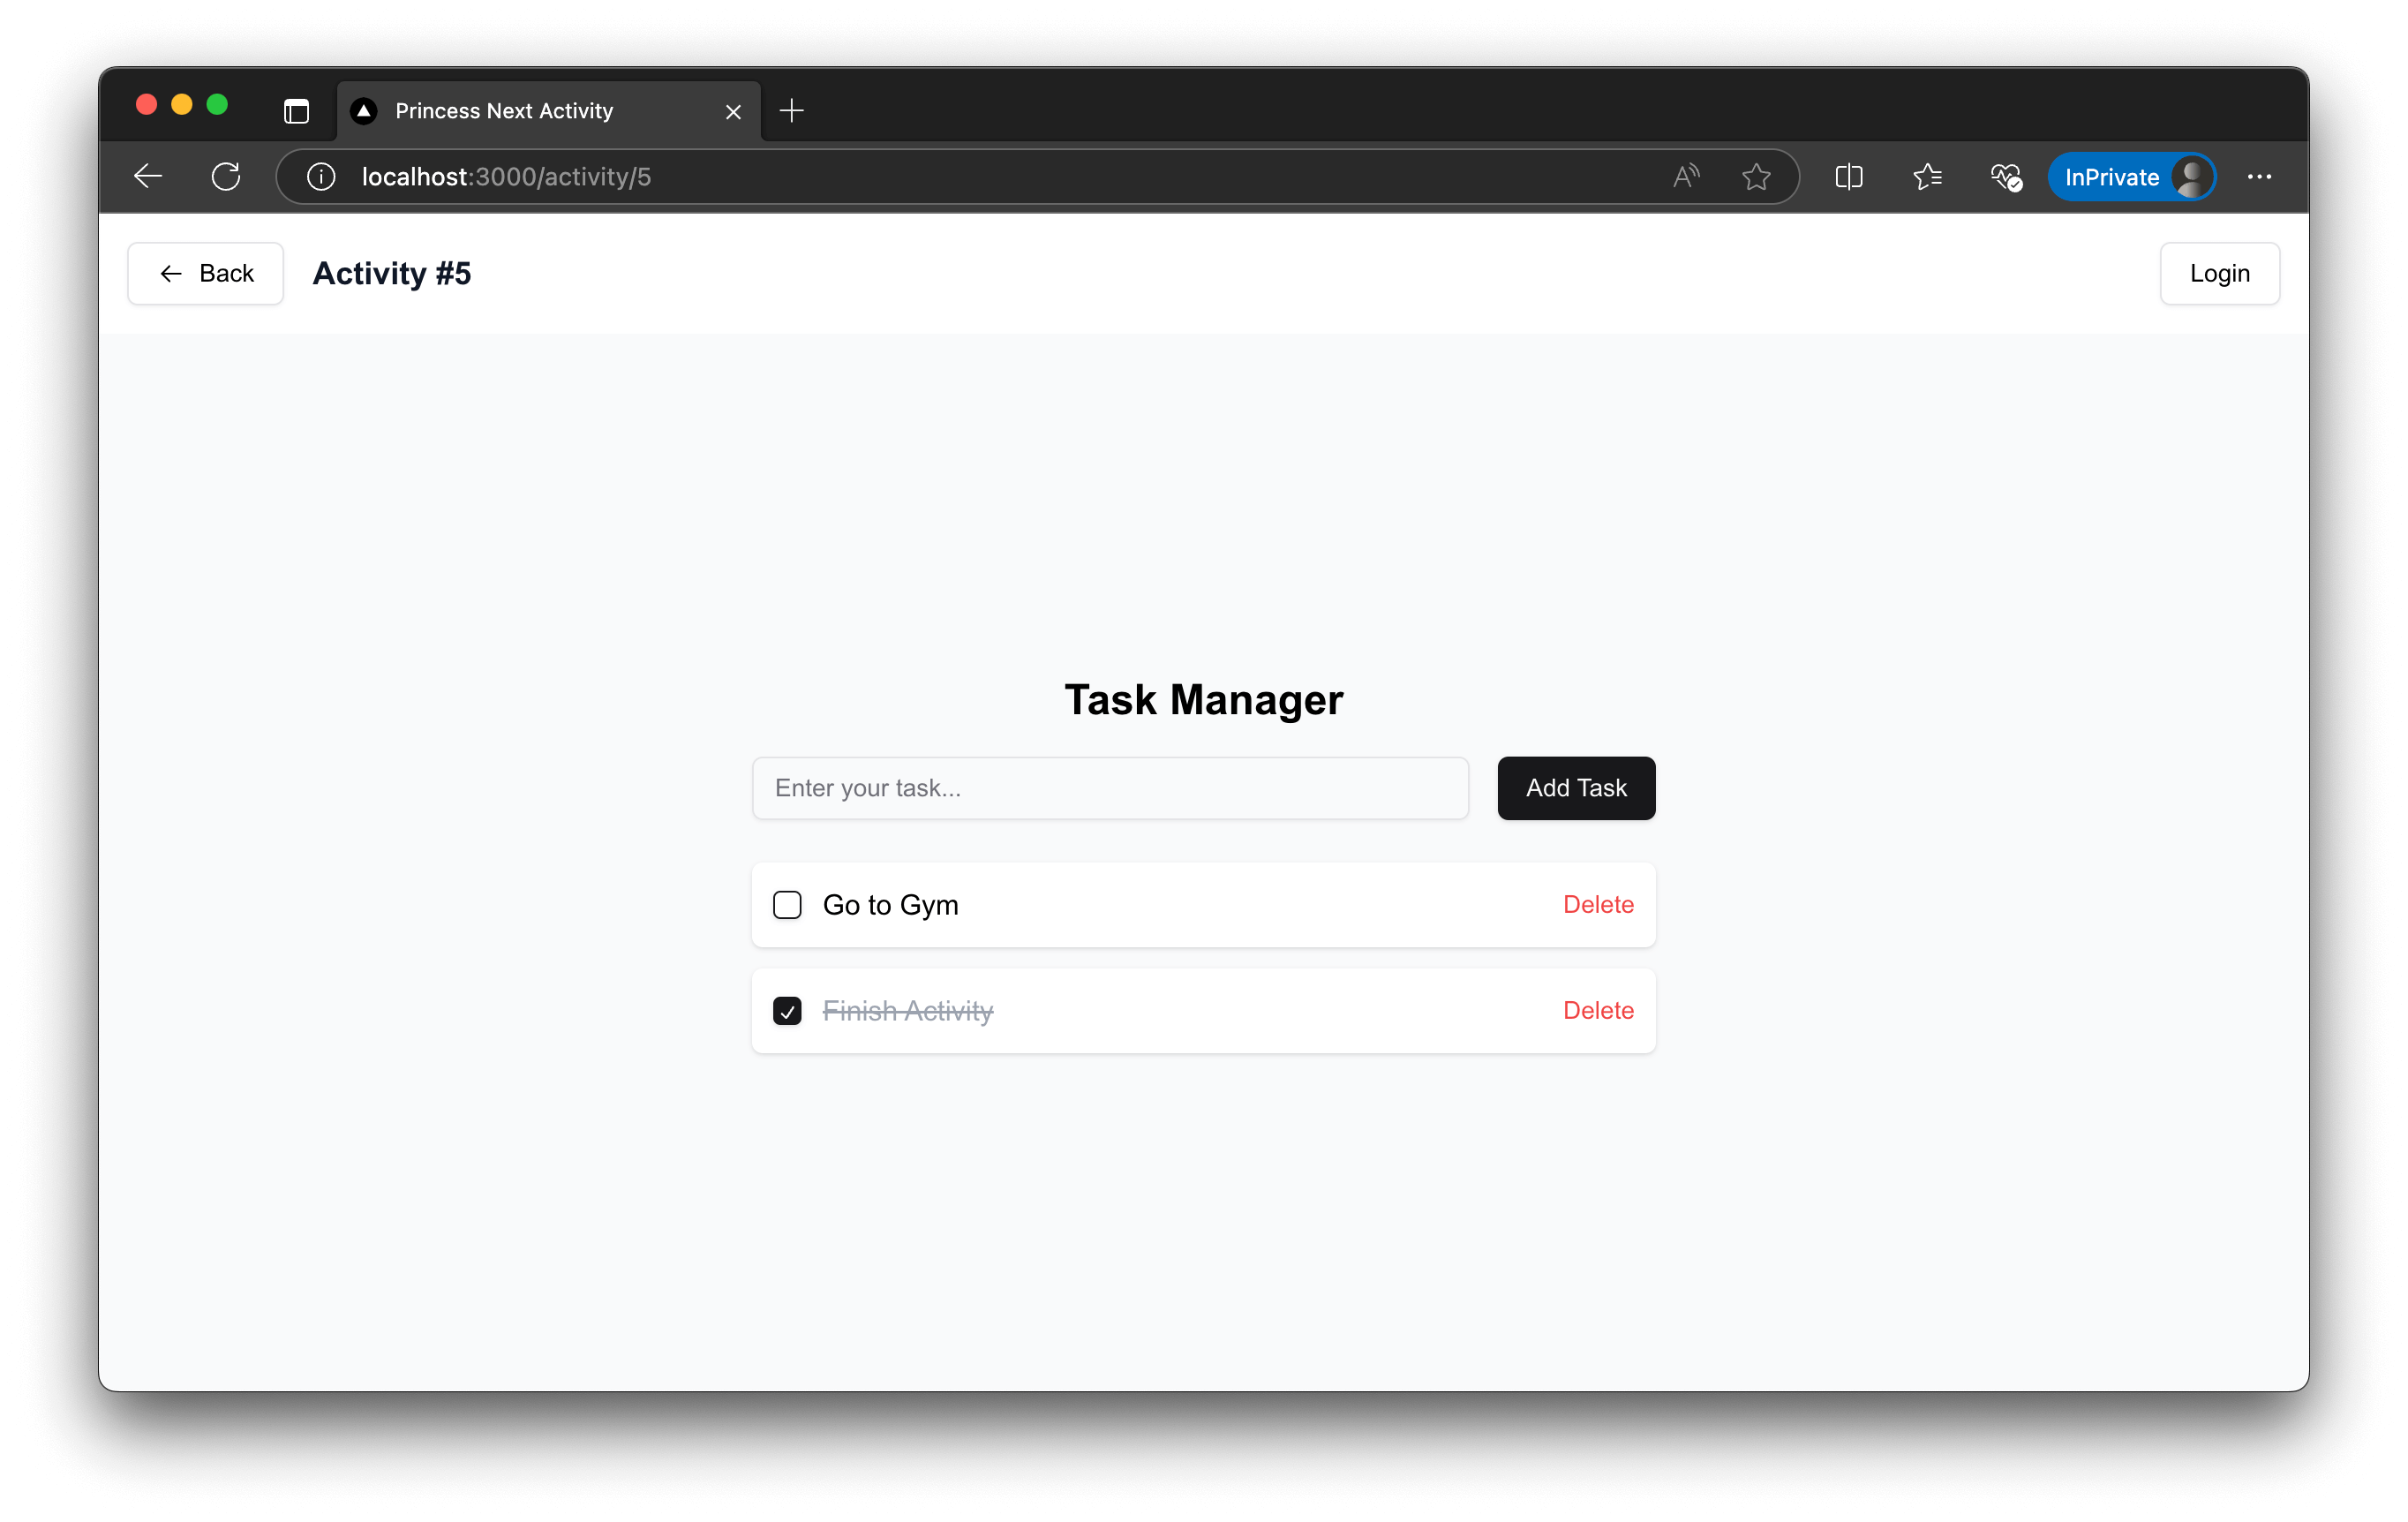 Princess Next Activity
localhost:3000/activity/5
InPrivate
Back
Activity #5
Login
Task Manager
Enter your task...
Add Task
Go to Gym
Delete
Finish Activity
Delete